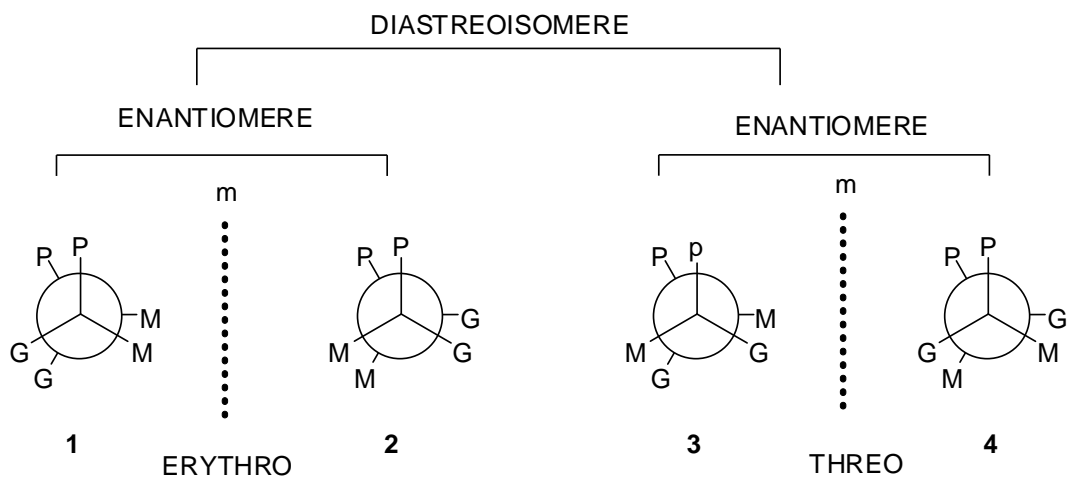 DIASTREOISOMERE
ENANTIOMERE
ENANTIOMERE
m
m
P P
P P
P p
P P
M
G
M
G
M
G
G
M
G
M
M
G
G
M
G
M
1
2
3
4
ERYTHRO
THREO